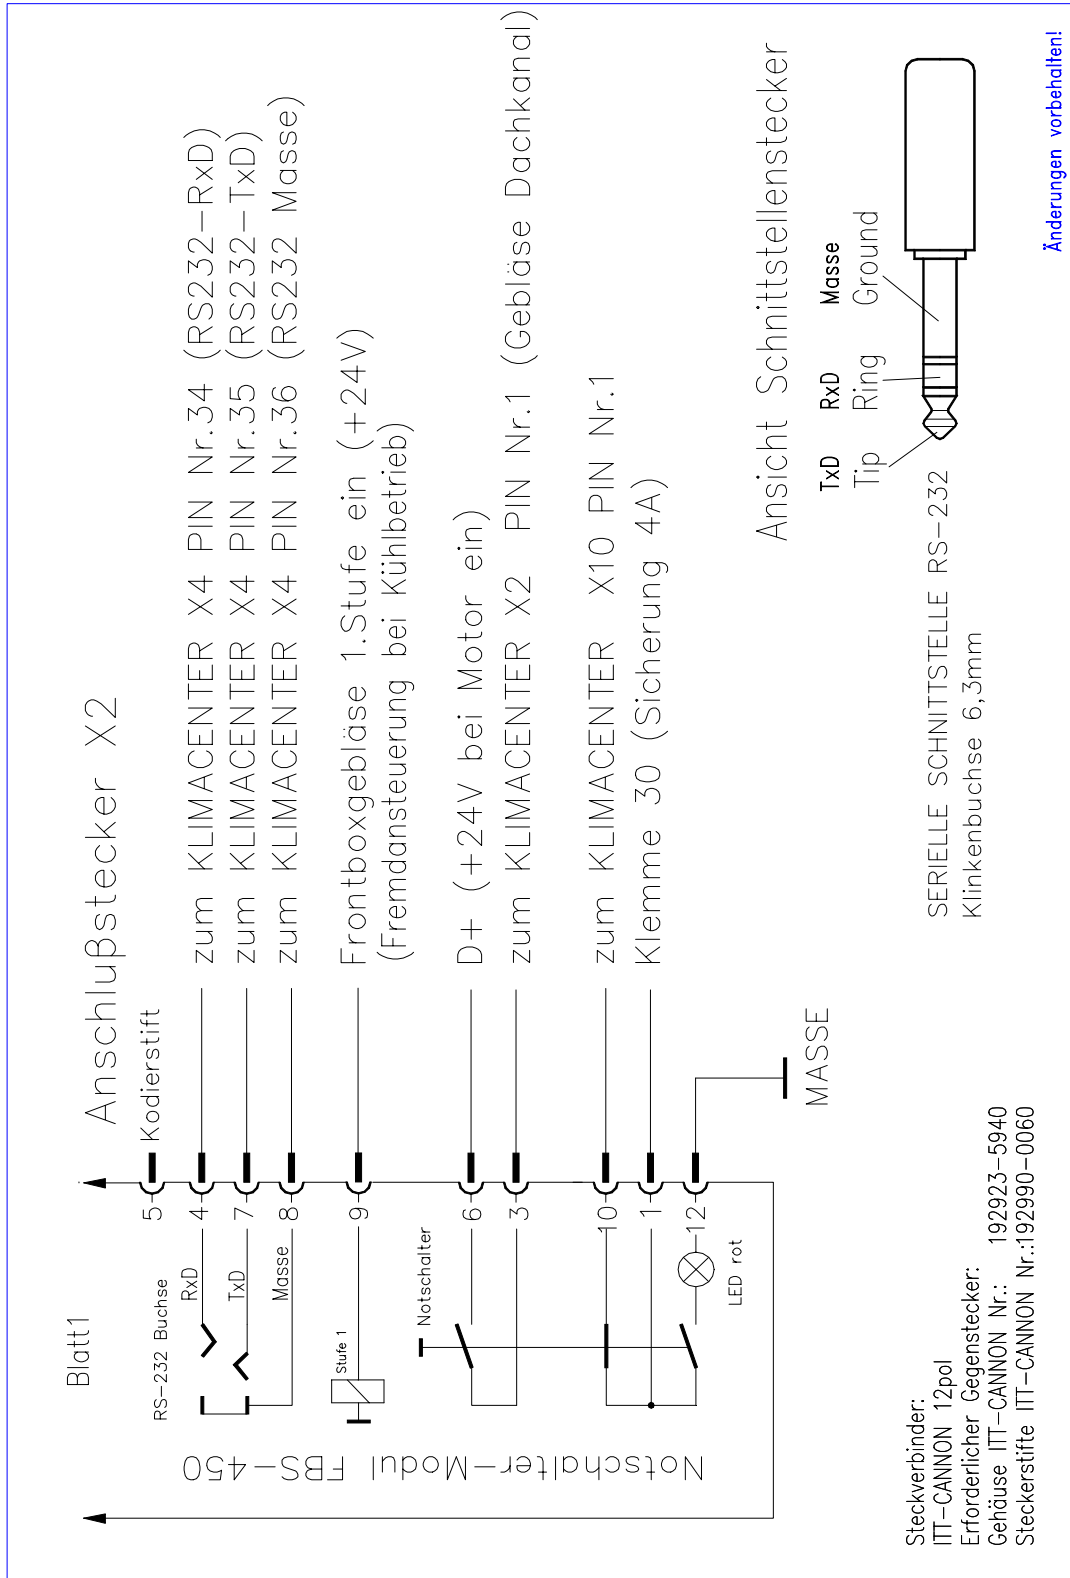 Blatt1
Anschlußstecker X2
RS-232 Buchse
5 Kodierstift
RxD 4 zum KLIMACENTER X4 PIN Nr.34 (RS232-RxD)
TxD 7 zum KLIMACENTER X4 PIN Nr.35 (RS232-TxD)
Masse 8 zum KLIMACENTER X4 PIN Nr.36 (RS232 Masse)
Stufe 1
9 Frontboxgebläse 1.Stufe ein (+24V)
(Fremdansteuerung bei Kühlbetrieb)
Notschalter
6 D+ (+24V bei Motor ein)
3 zum KLIMACENTER X2 PIN Nr.1 (Gebläse Dachkanal)
10 zum KLIMACENTER X10 PIN Nr.1
1 Klemme 30 (Sicherung 4A)
12
LED rot
MASSE
Notschalter-Modul FBS-450
Ansicht Schnittstellenstecker
TxD RxD Masse
Tip Ring Ground
SERIELLE SCHNITTSTELLE RS-232
Klinkenbuchse 6,3mm
Steckverbinder:
ITT-CANNON 12pol
Erforderlicher Gegenstecker:
Gehäuse ITT-CANNON Nr.: 192923-5940
Steckerstifte ITT-CANNON Nr.:192990-0060
Änderungen vorbehalten!